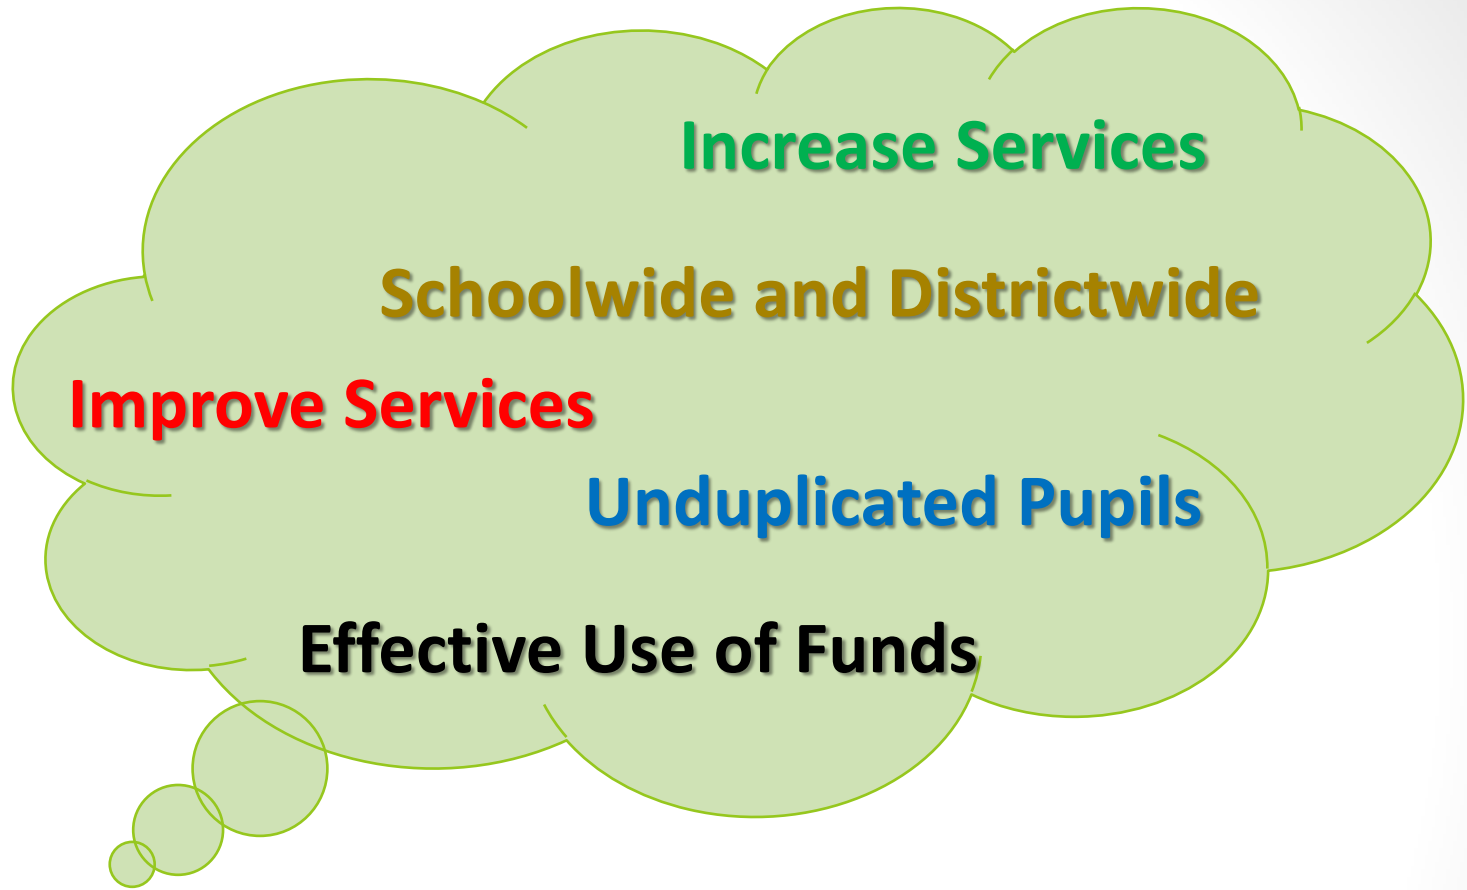 Increase Services
Schoolwide and Districtwide
Improve Services
Unduplicated Pupils
Effective Use of Funds